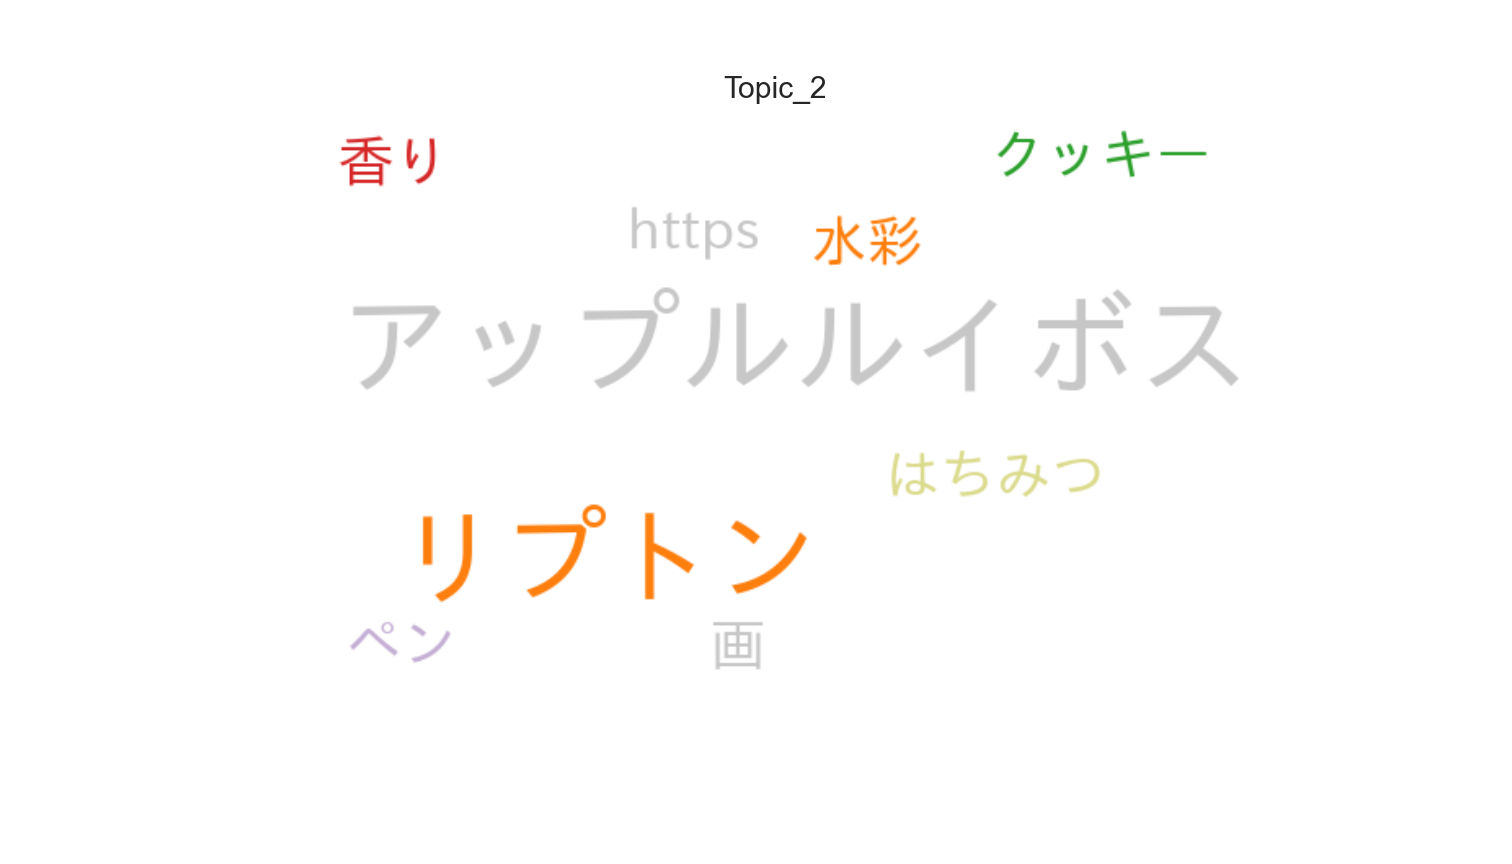 Topic_2
香り
クッキー
https
水彩
アップルルイボス
はちみつ
リプトン
ペン
画